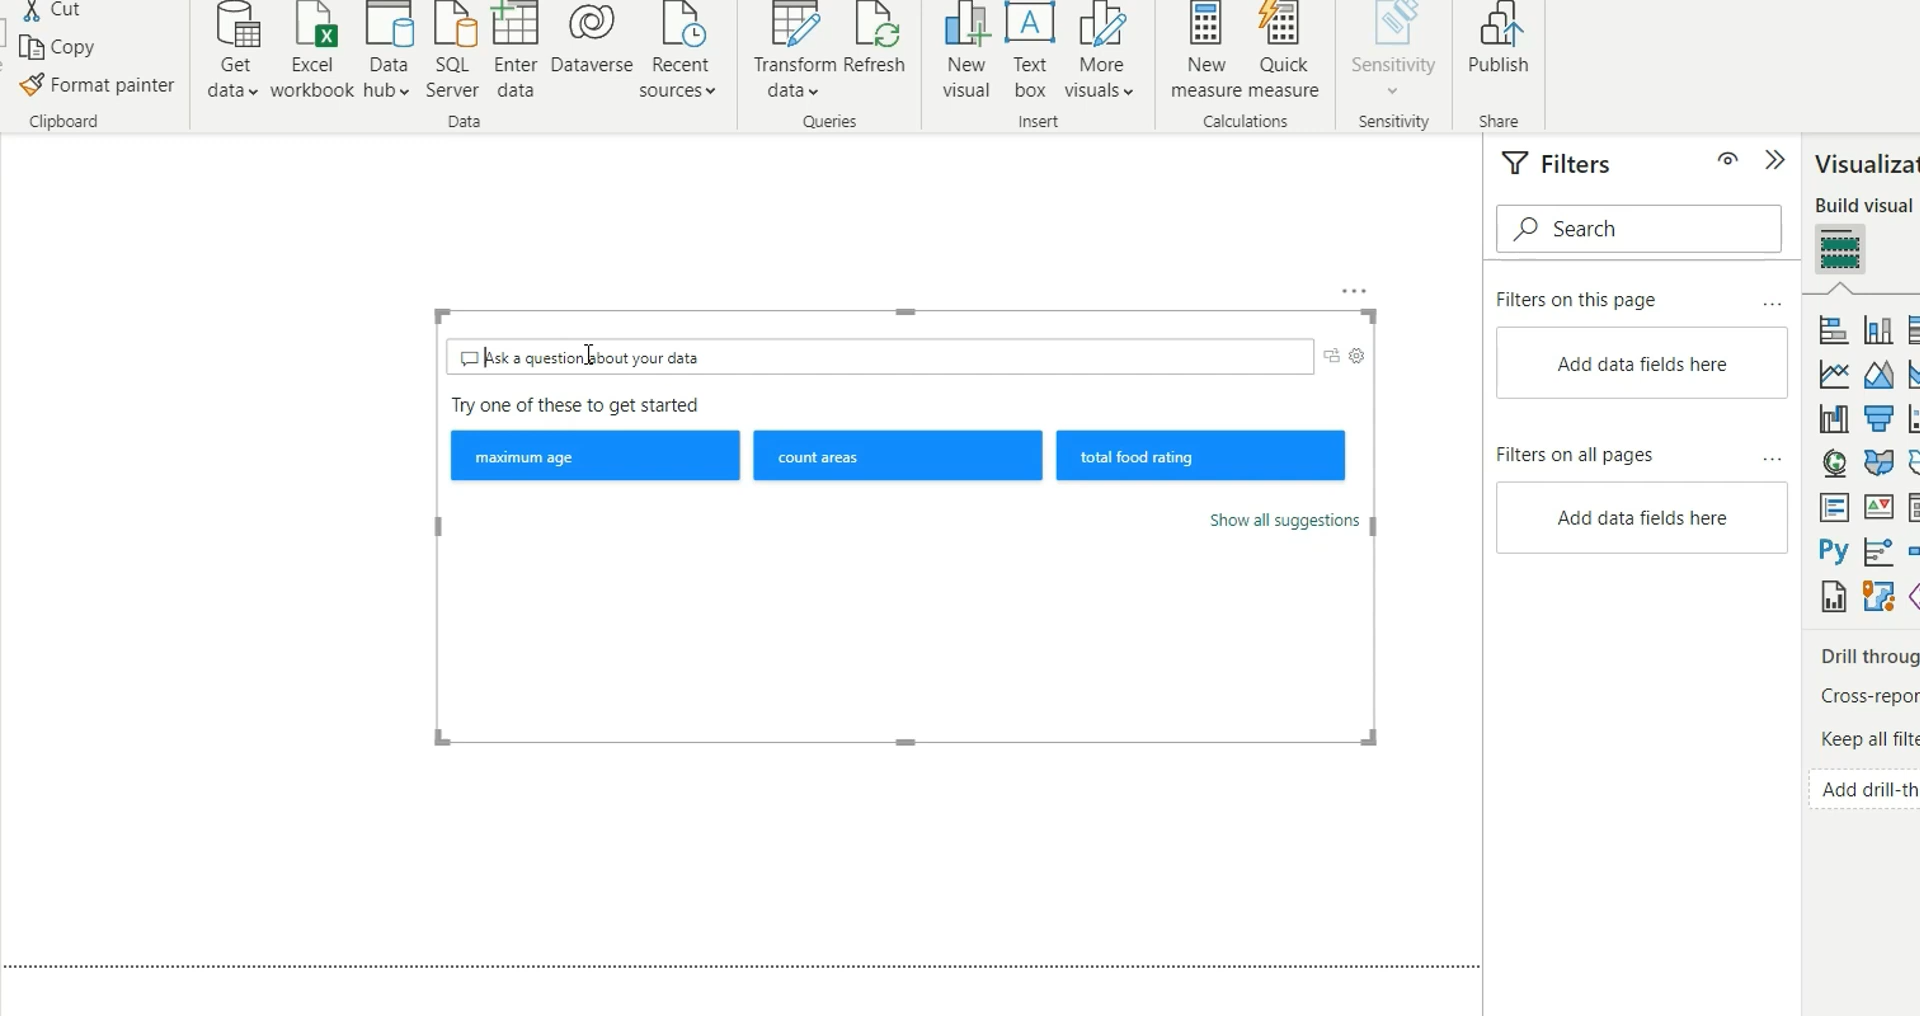 Cut
Copy
Format painter
Clipboard
Get
data
Excel
workbook
Data
hub
SQL
Server
Enter
data
Dataverse
Recent
sources
Data
Transform
data
Refresh
Queries
New
visual
Text
box
More
visuals
Insert
New
measure
Quick
measure
Calculations
Sensitivity
Sensitivity
Publish
Share
Ask a question about your data
Try one of these to get started
maximum age
count areas
total food rating
Show all suggestions
Filters
Search
Filters on this page
Add data fields here
Filters on all pages
Add data fields here
Visualizat
Build visual
Py
Drill throug
Cross-repor
Keep all filte
Add drill-th